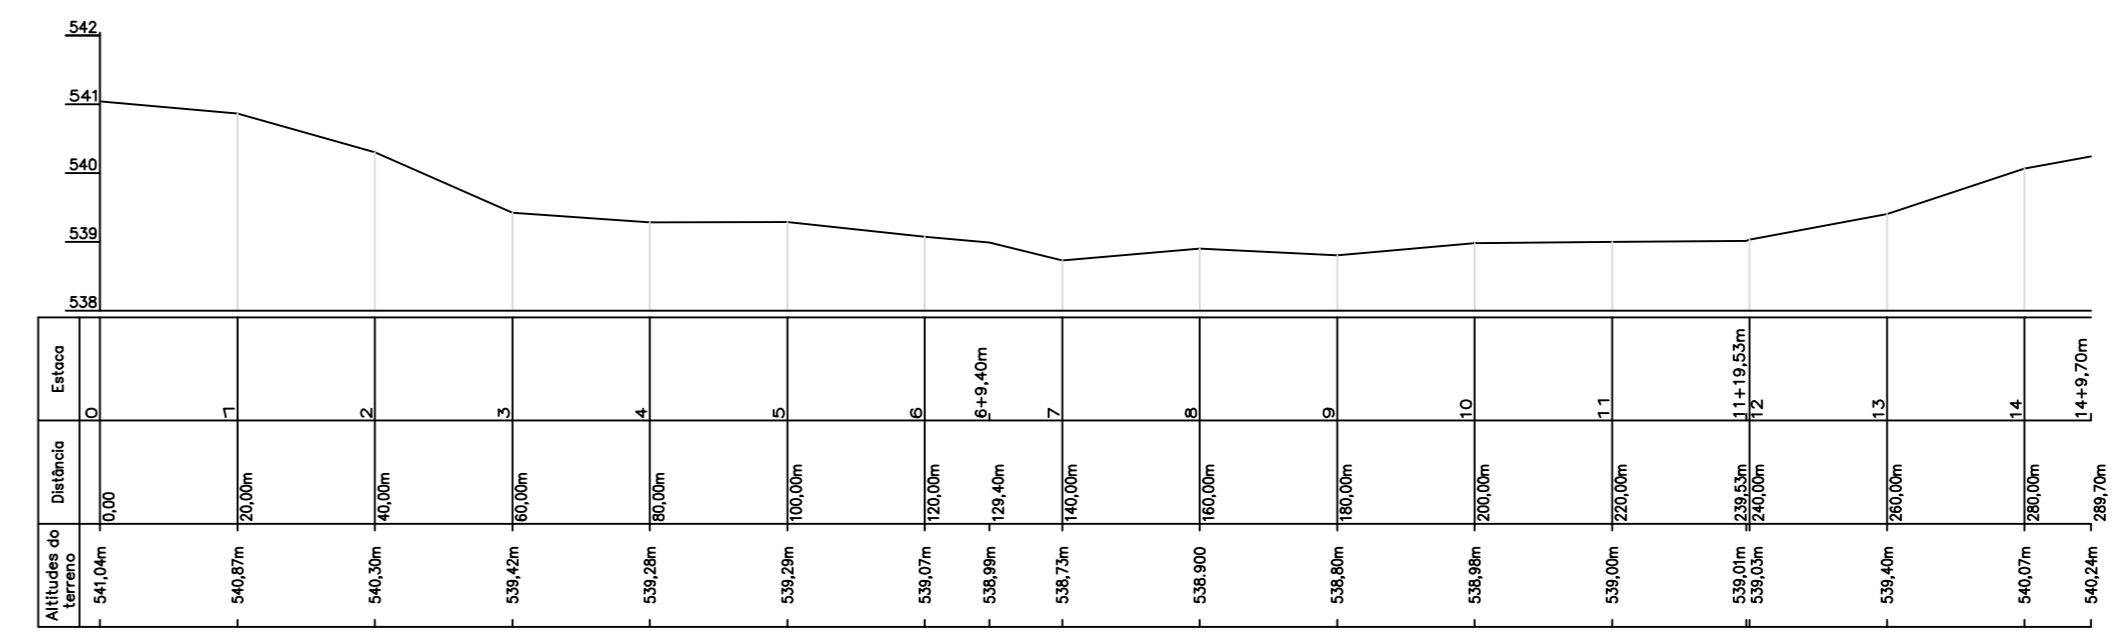 542
541
540
539
538
Estaca
0
1
2
3
4
5
6
6+9,40m
7
8
9
10
11
11+19,53m
12
13
14
14+9,70m
Distância
0,00
20,00m
40,00m
60,00m
80,00m
100,00m
120,00m
129,40m
140,00m
160,00m
180,00m
200,00m
220,00m
239,53m
240,00m
260,00m
280,00m
289,70m
Altitudes do
terreno
541,04m
540,87m
540,30m
539,42m
539,28m
539,29m
539,07m
538,99m
538,73m
538.900
538,80m
538,98m
539,00m
539,01m
539,03m
539,40m
540,07m
540,24m